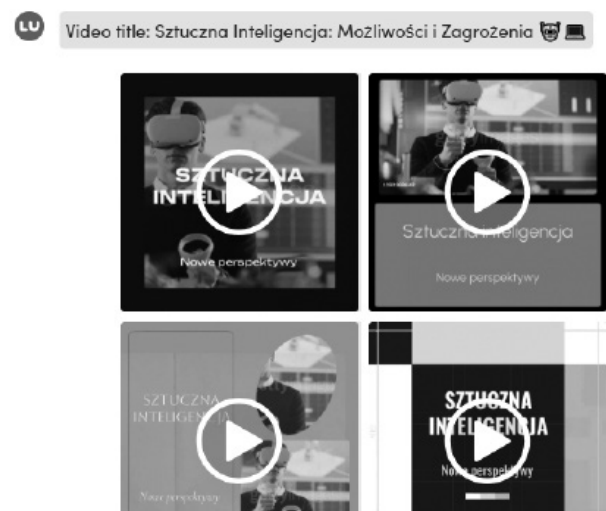 LU
Video title: Sztuczna Inteligencja: Możliwości i Zagrożenia
SZTUCZNA
INTELIGENCJA
Nowe perspektywy
Sztuczna inteligencja
Nowe perspektywy
SZTUCZNA
INTELIGENCJA
Nowe perspektywy
SZTUCZNA
INTELIGENCJA
Nowe perspektywy